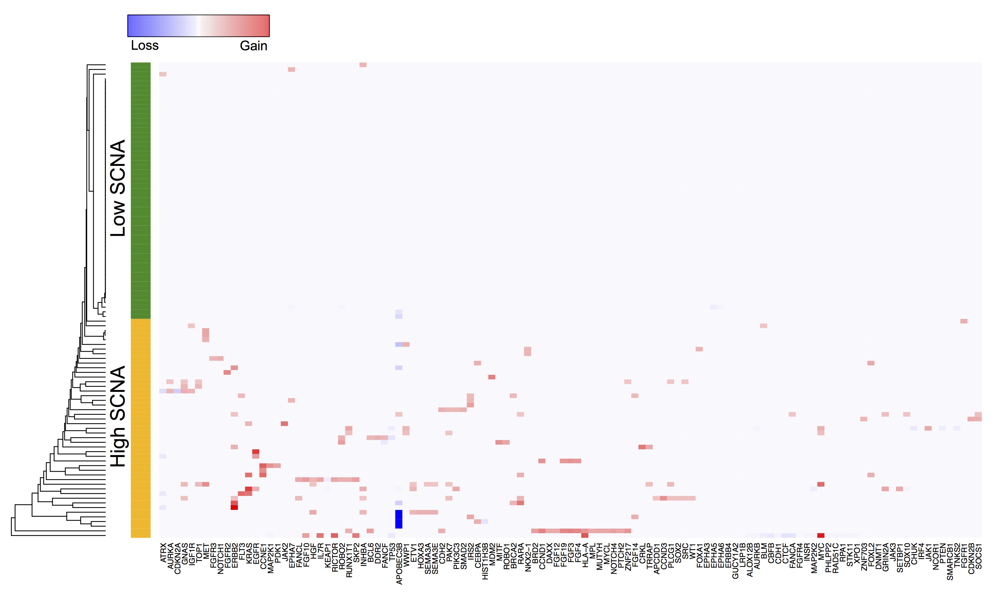 Loss
Gain
Low SCNA
High SCNA
ATRX
AURKA
CDKN2A
GNAS
IGF1R
TOP1
MET
FGFR3
NOTCH1
FGFR2
ERBB2
FLT3
KRAS
EGFR
CCNE1
MAP2K1
PDK1
JAK2
EPHA7
FANCL
FGF10
HGF
IL7R
KEAP1
RICTOR
ROBO2
RUNX1T1
SKP2
INHBA
BCL6
DDR2
FANCF
TP53
APOBEC3B
WWP1
ETV1
HOXA3
SEMA3A
SEMA3E
CDH2
PAK7
PIK3C3
SMAD2
IRS2
CEBPA
HIST1H3B
MDM2
MITF
ROBO1
BRCA2
RARA
NKX2−1
BRD2
CCND1
DAXX
FGF12
FGF19
FGF3
FGF4
HLA−A
MPL
MUTYH
MYCL
NOTCH4
PTCH2
ZNF217
FGF14
CRKL
TRRAP
APCDD1
CCND3
PLCG1
SOX2
SRC
WT1
FOXA1
EPHA3
EPHA5
EPHA6
ERBB4
GUCY1A2
LRP1B
ALOX12B
AURKB
BLM
CBFB
CDH1
CTCF
FANCA
FGFR4
INSR
MAP2K2
MYC
PHLPP2
RAD51C
RPA1
STK11
XPO1
ZNF703
FOXL2
DNMT1
GRIN2A
JAK3
SETBP1
SOX10
CHUK
IRF4
JAK1
NCOR1
PTEN
SMARCB1
TNKS2
FGFR1
CDKN2B
SOCS1